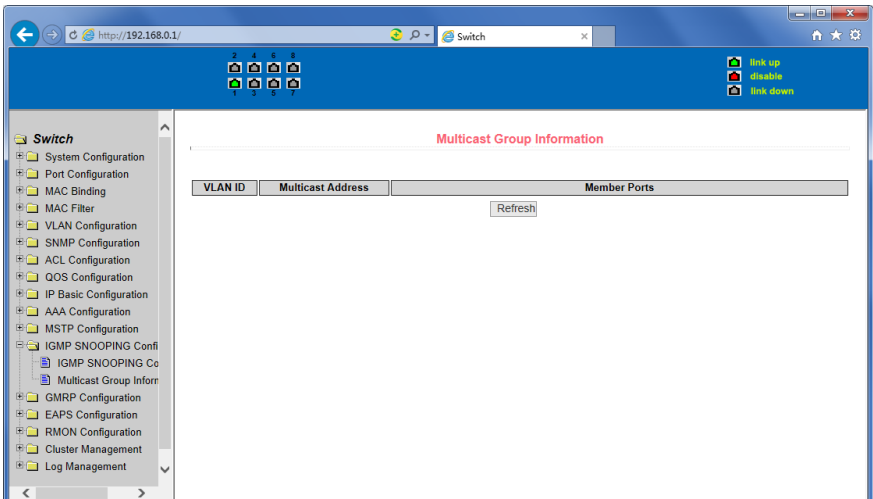 http://192.168.0.1/
Switch
2 4 6 8
1 3 5 7
link up
disable
link down
Switch
System Configuration
Port Configuration
MAC Binding
MAC Filter
VLAN Configuration
SNMP Configuration
ACL Configuration
QOS Configuration
IP Basic Configuration
AAA Configuration
MSTP Configuration
IGMP SNOOPING Confi
IGMP SNOOPING Co
Multicast Group Inforn
GMRP Configuration
EAPS Configuration
RMON Configuration
Cluster Management
Log Management
Multicast Group Information
VLAN ID Multicast Address Member Ports
Refresh